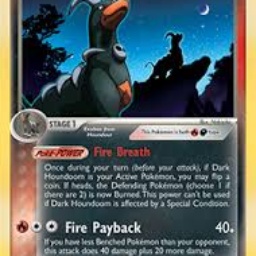 STAGE 1
Evolves from
Houndour
This Pokémon is both
POKé-POWER Fire Breath
Once during your turn (before your attack), if Dark
Houndoom is your Active Pokémon, you may flip a
coin. If heads, the Defending Pokémon (choose 1 if
there are 2) is now Burned. This power can't be used
if Dark Houndoom is affected by a Special Condition.
Fire Payback 40+
If you have less Benched Pokémon than your opponent,
this attack does 40 damage plus 20 more damage.